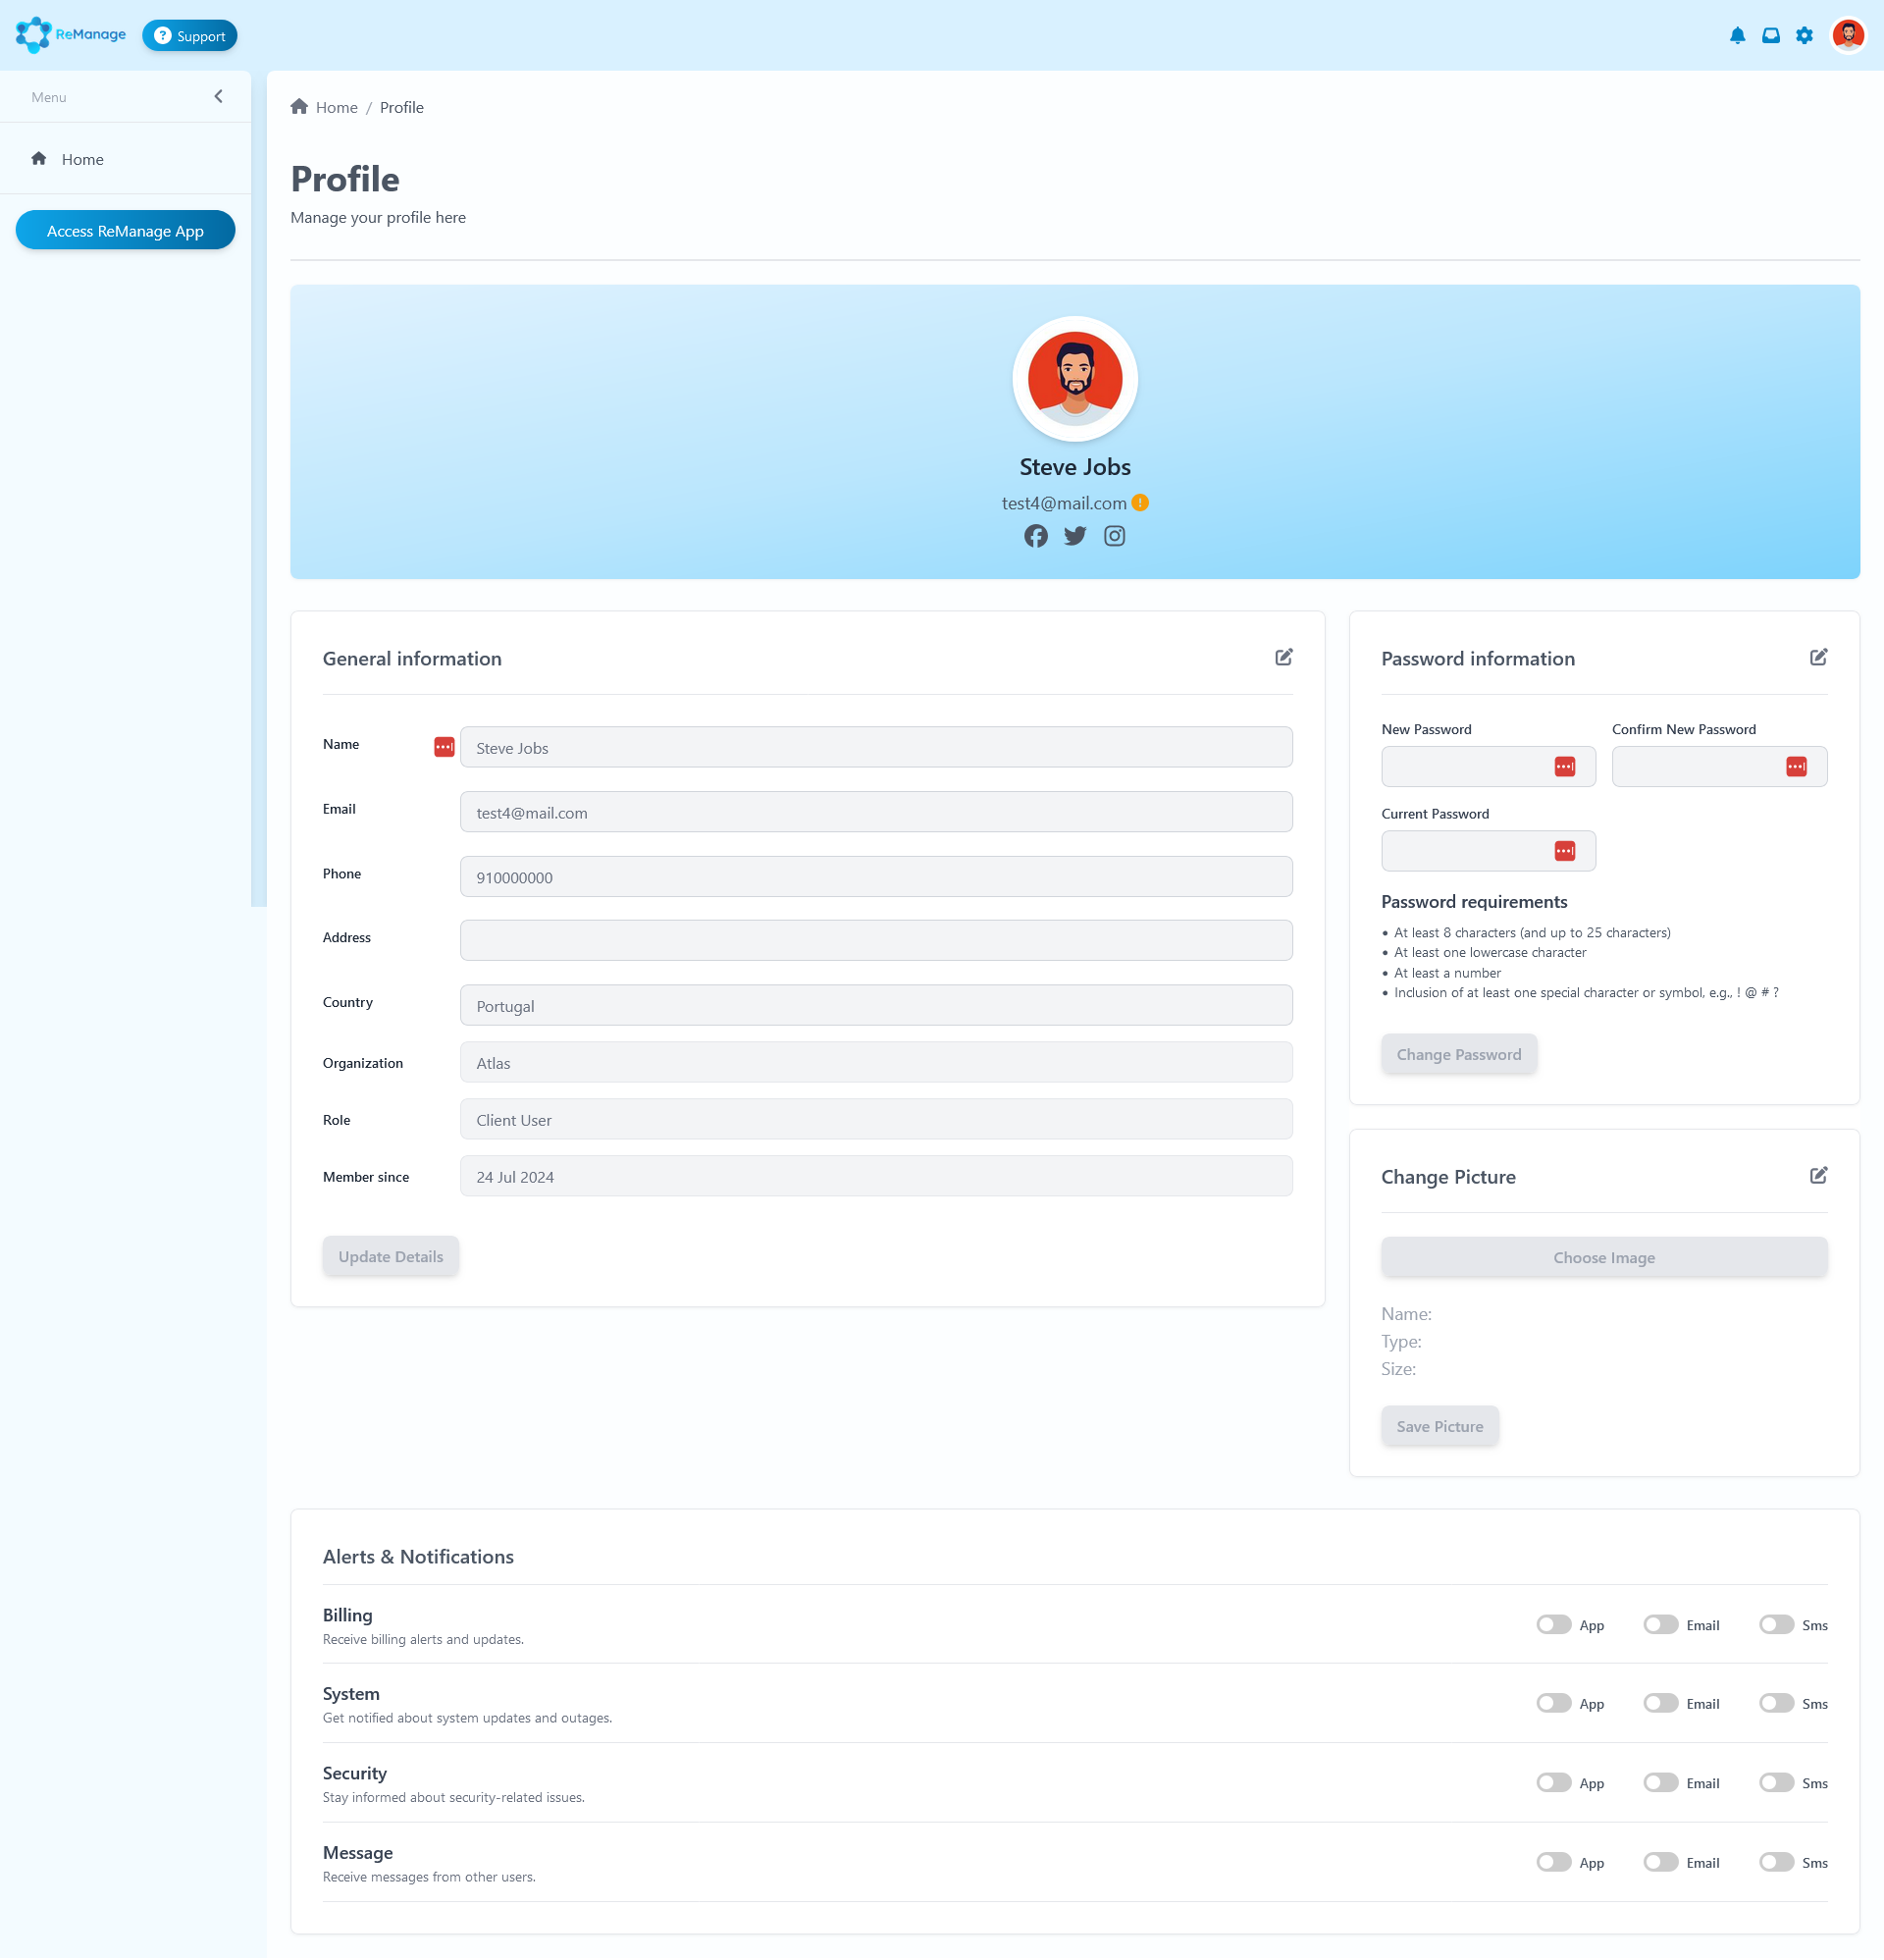 ReManage
Support
Menu
Home
Access ReManage App
Home / Profile
Profile
Manage your profile here
Steve Jobs
test4@mail.com
General information
Name
Steve Jobs
Email
test4@mail.com
Phone
910000000
Address
Country
Portugal
Organization
Atlas
Role
Client User
Member since
24 Jul 2024
Update Details
Password information
New Password
Confirm New Password
Current Password
Password requirements
• At least 8 characters (and up to 25 characters)
• At least one lowercase character
• At least a number
• Inclusion of at least one special character or symbol, e.g., ! @ # ?
Change Password
Change Picture
Choose Image
Name:
Type:
Size:
Save Picture
Alerts & Notifications
Billing
Receive billing alerts and updates.
App Email Sms
System
Get notified about system updates and outages.
App Email Sms
Security
Stay informed about security-related issues.
App Email Sms
Message
Receive messages from other users.
App Email Sms